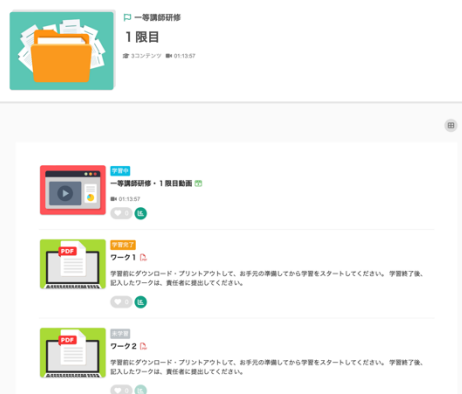 一等講師研修
1限目
3コンテンツ 01:13:57
学習中
一等講師研修・1限目動画
01:13:57
PDF
学習完了
ワーク1
学習前にダウンロード・プリントアウトして、お手元の準備してから学習をスタートしてください。 学習終了後、
記入したワークは、責任者に提出してください。
PDF
未学習
ワーク2
学習前にダウンロード・プリントアウトして、お手元の準備してから学習をスタートしてください。 学習終了後、
記入したワークは、責任者に提出してください。